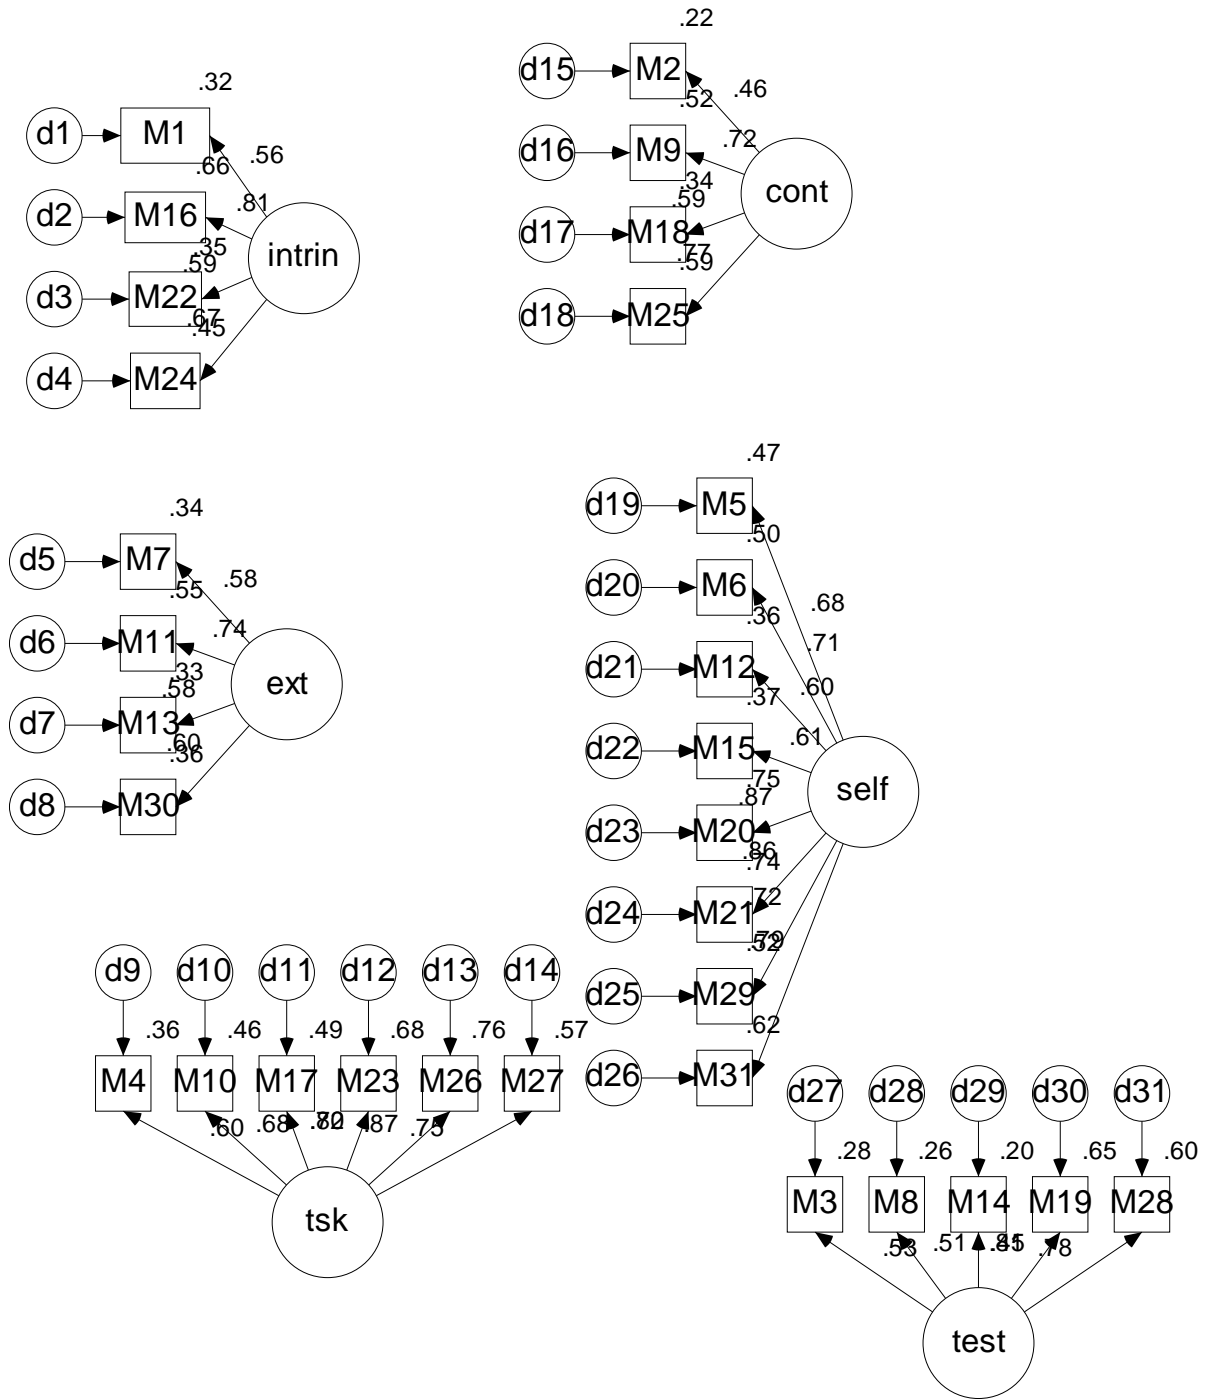 .22
d15 M2
.52 .46
d16 M9 .72
.34
.59
d17 M18
.77
.59
d18 M25
cont
.32
d1 M1
.66 .56
d2 M16 .81
.35
.59
d3 M22
.67
.45
d4 M24
intrin
.34
d5 M7
.55 .58
d6 M11 .74
.33
.58
d7 M13
.60
.36
d8 M30
ext
.47
d19 M5
.50
d20 M6
.36
.68
.71
d21 M12
.37 .60
d22 M15 .61
.75
.87
d23 M20
.86
.74
d24 M21
.72
.79
.52
d25 M29
.62
d26 M31
self
d9 d10 d11 d12 d13 d14
.36 .46 .49 .68 .76 .57
M4 M10 M17 M23 M26 M27
.60 .68 .70 .82 .87 .75
tsk
d27 d28 d29 d30 d31
.28 .26 .20 .65 .60
M3 M8 M14 M19 M28
.53 .51 .45 .81 .78
test